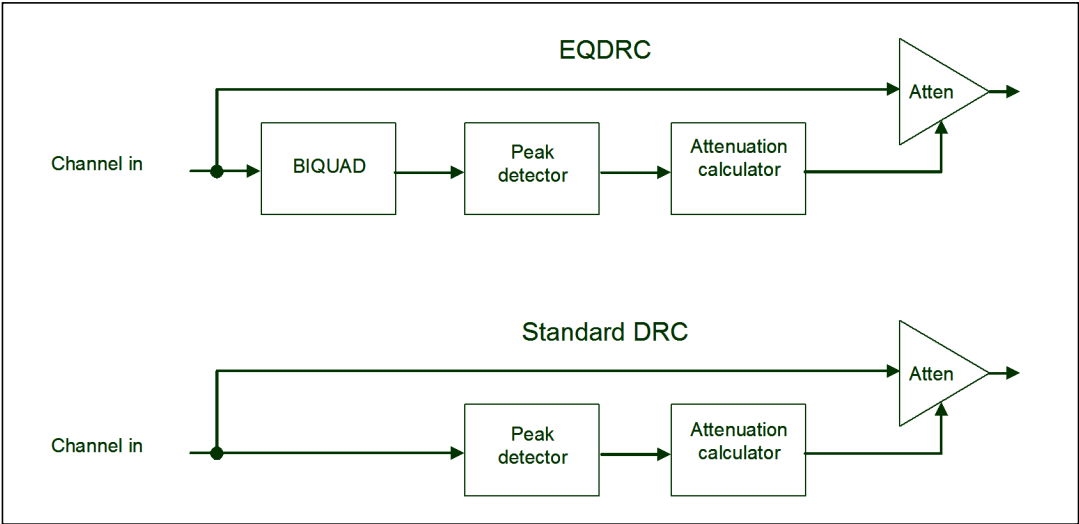 EQDRC
Atten
Channel in
BIQUAD
Peak
detector
Attenuation
calculator
Standard DRC
Atten
Channel in
Peak
detector
Attenuation
calculator